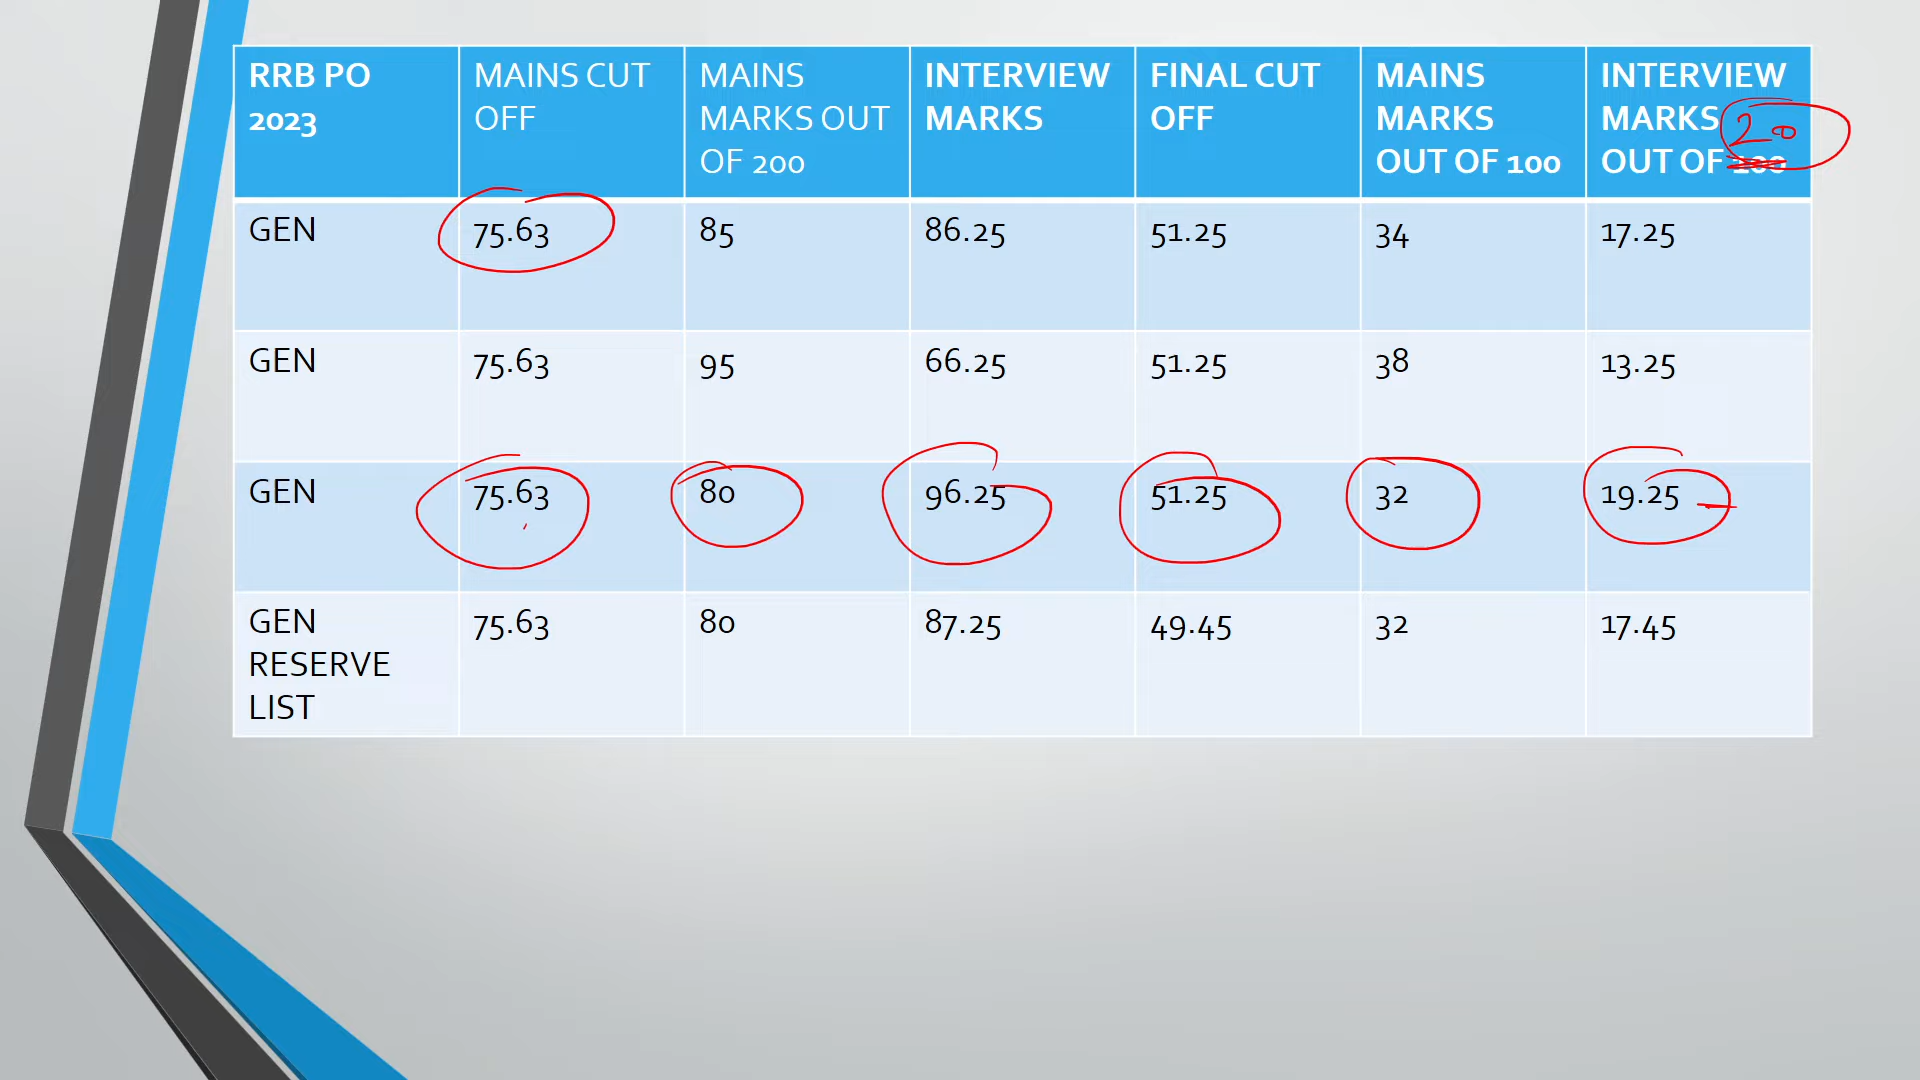 RRB PO
2023
MAINS CUT
OFF
MAINS
MARKS OUT
OF 200
INTERVIEW
MARKS
FINAL CUT
OFF
MAINS
MARKS
OUT OF 100
INTERVIEW
MARKS
20
OUT OF
GEN 75.63 85 86.25 51.25 34 17.25
GEN 75.63 95 66.25 51.25 38 13.25
GEN 75.63 80 96.25 51.25 32 19.25
GEN 75.63 80 87.25 49.45 32 17.45
RESERVE
LIST